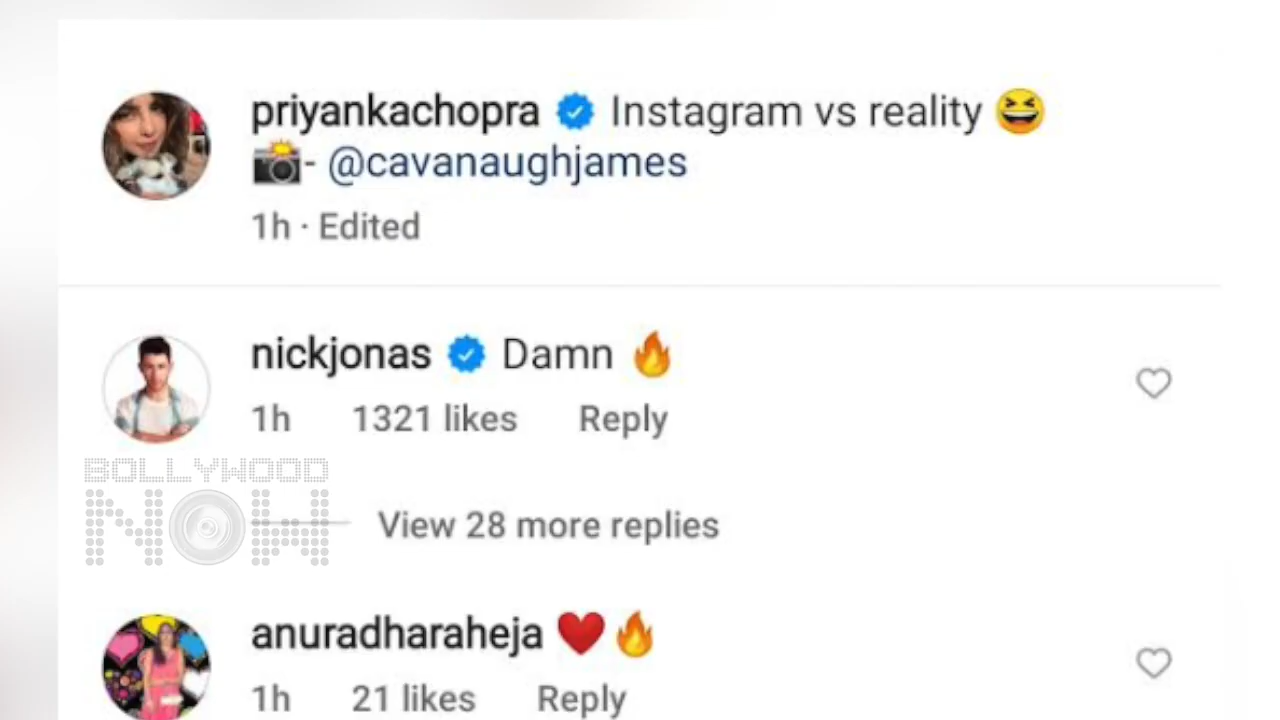 priyankachopra Instagram vs reality 😆
📸- @cavanaughjames
1h · Edited
nickjonas Damn 🔥
1h 1321 likes Reply
BOLLYWOOD
NOW
View 28 more replies
anuradharaheja ❤️🔥
1h 21 likes Reply